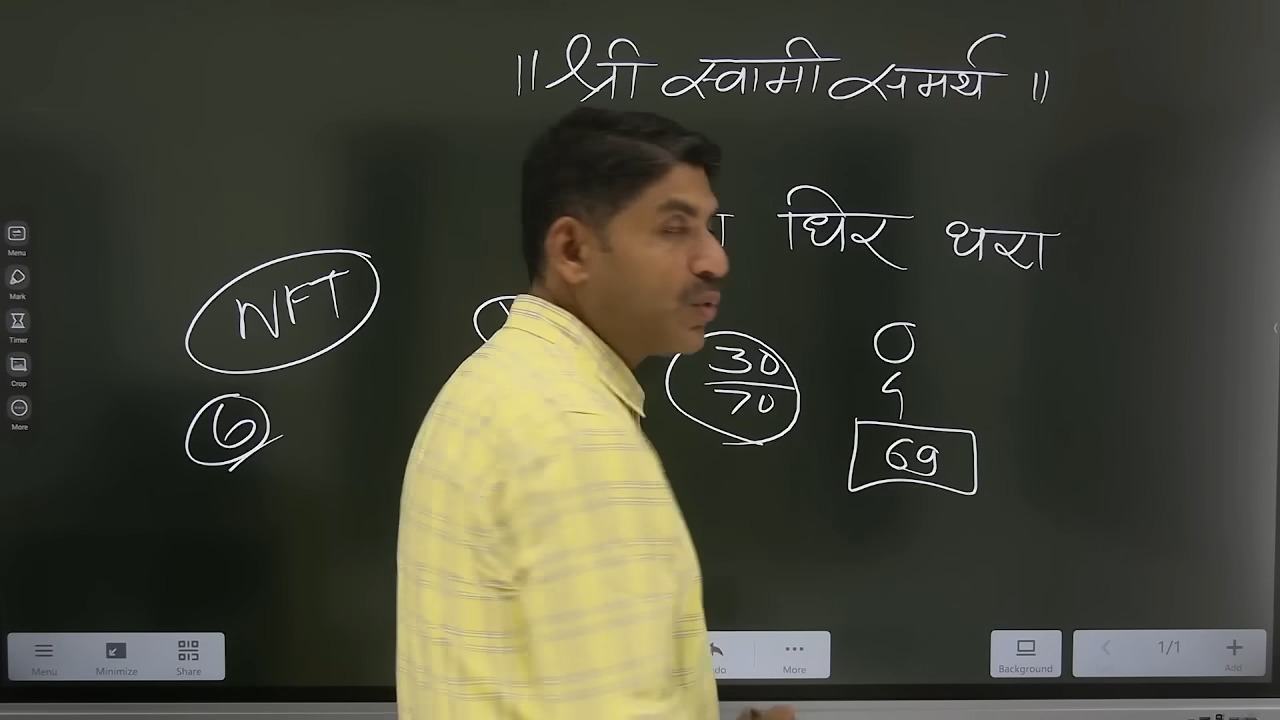 ॥ श्री स्वामी समर्थ ॥
धिर धरा
NFT
30
70
6
69
Menu
Mark
Timer
Crop
More
Menu Minimize Share More Background 1/1 Add